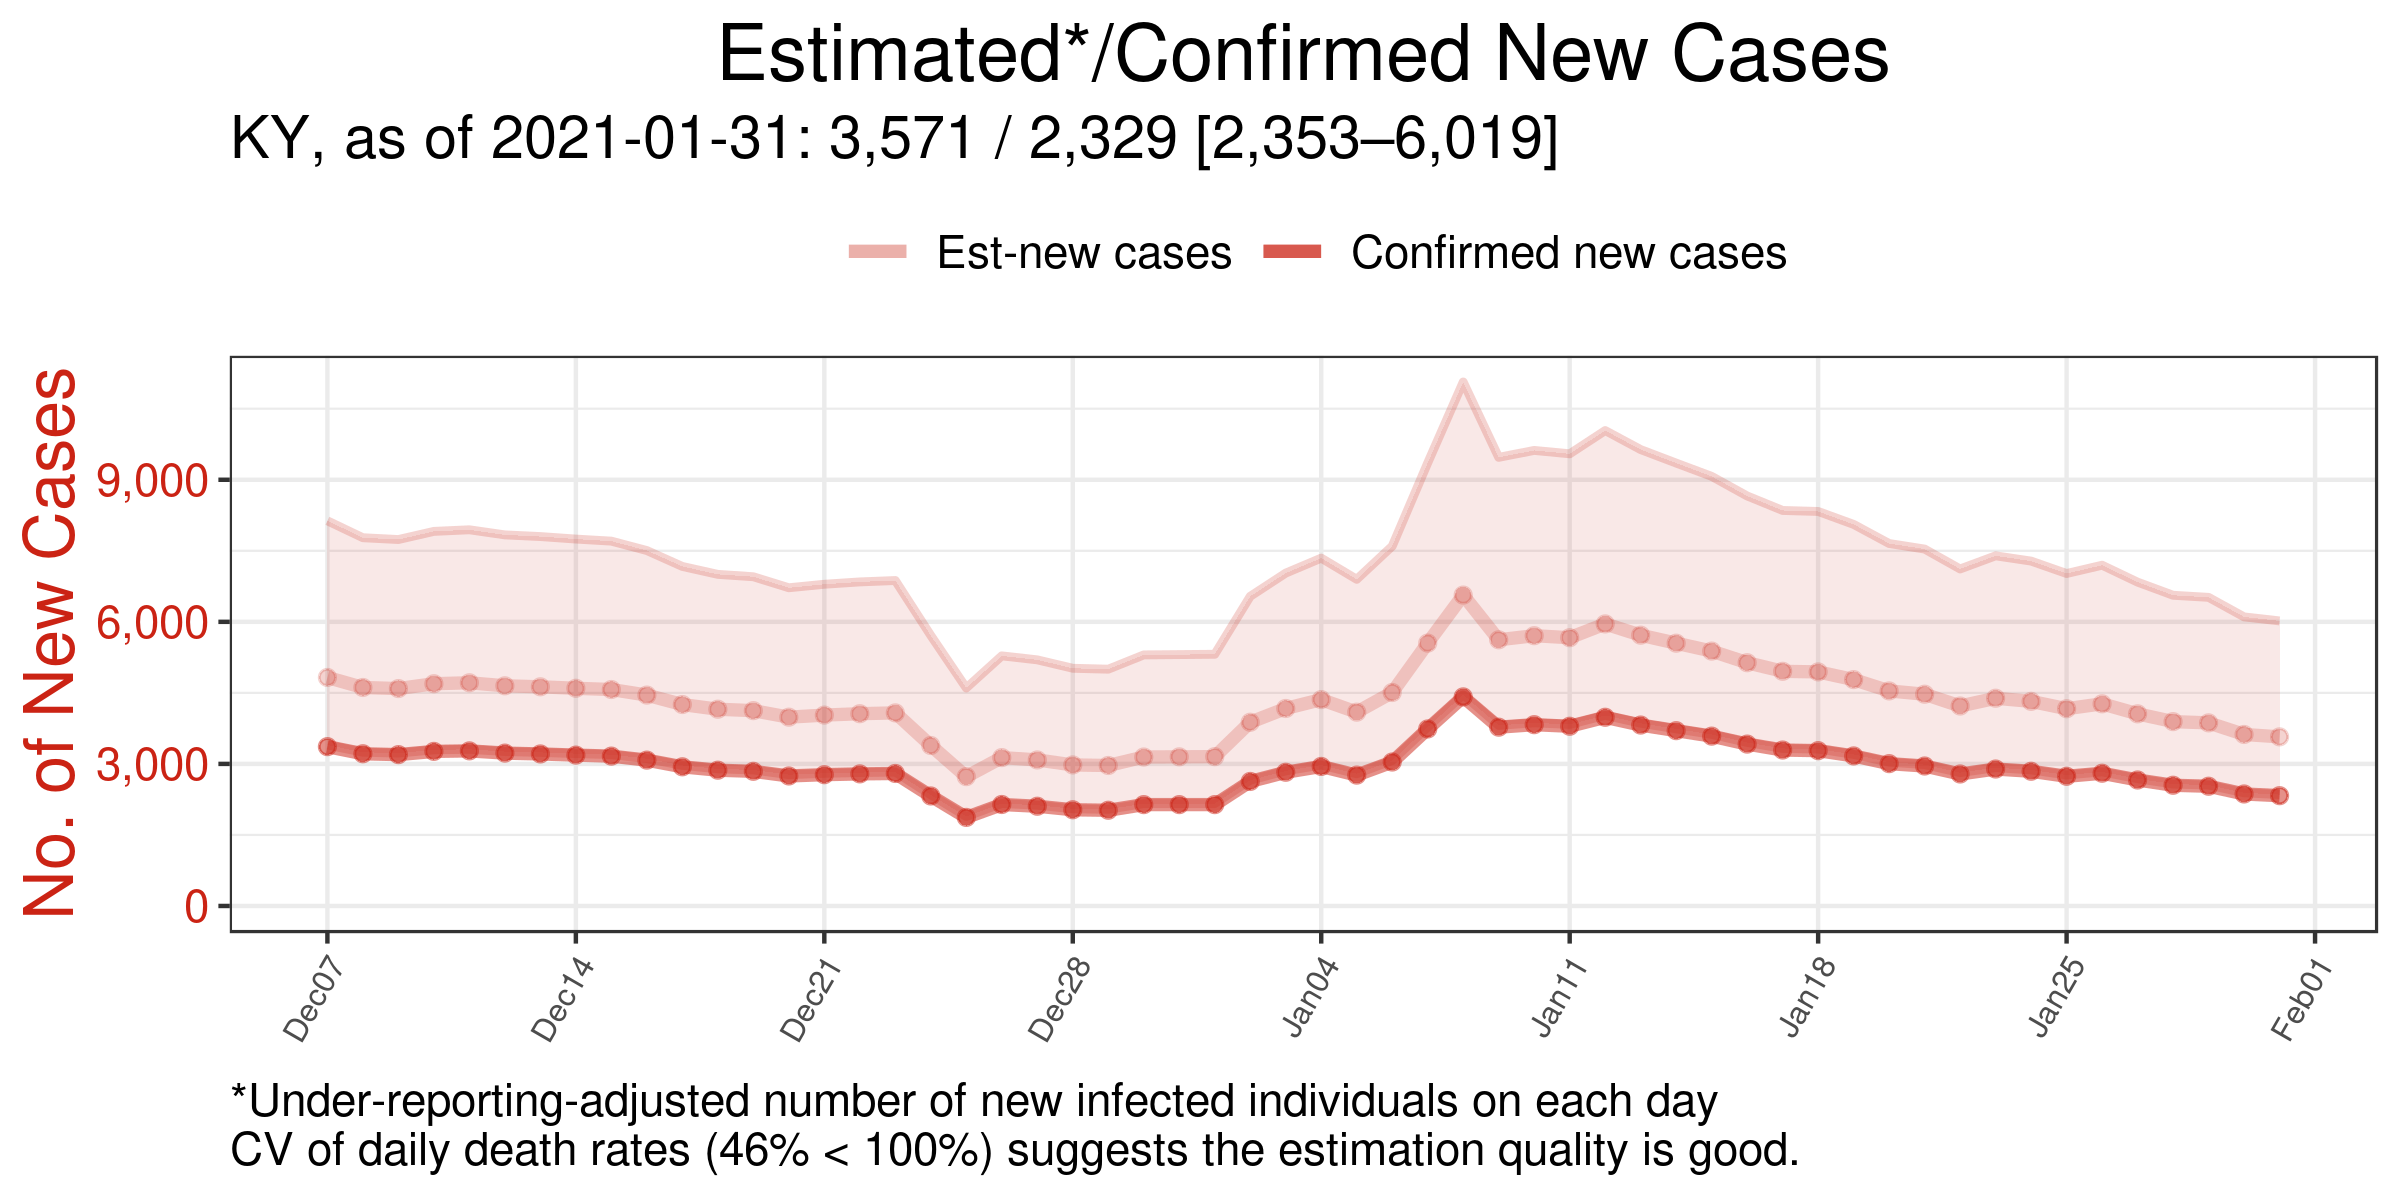 Estimated*/Confirmed New Cases
KY, as of 2021-01-31: 3,571 / 2,329 [2,353–6,019]
Est-new cases
Confirmed new cases
No. of New Cases
9,000
6,000
3,000
0
Dec07
Dec14
Dec21
Dec28
Jan04
Jan11
Jan18
Jan25
Feb01
*Under-reporting-adjusted number of new infected individuals on each day
CV of daily death rates (46% < 100%) suggests the estimation quality is good.